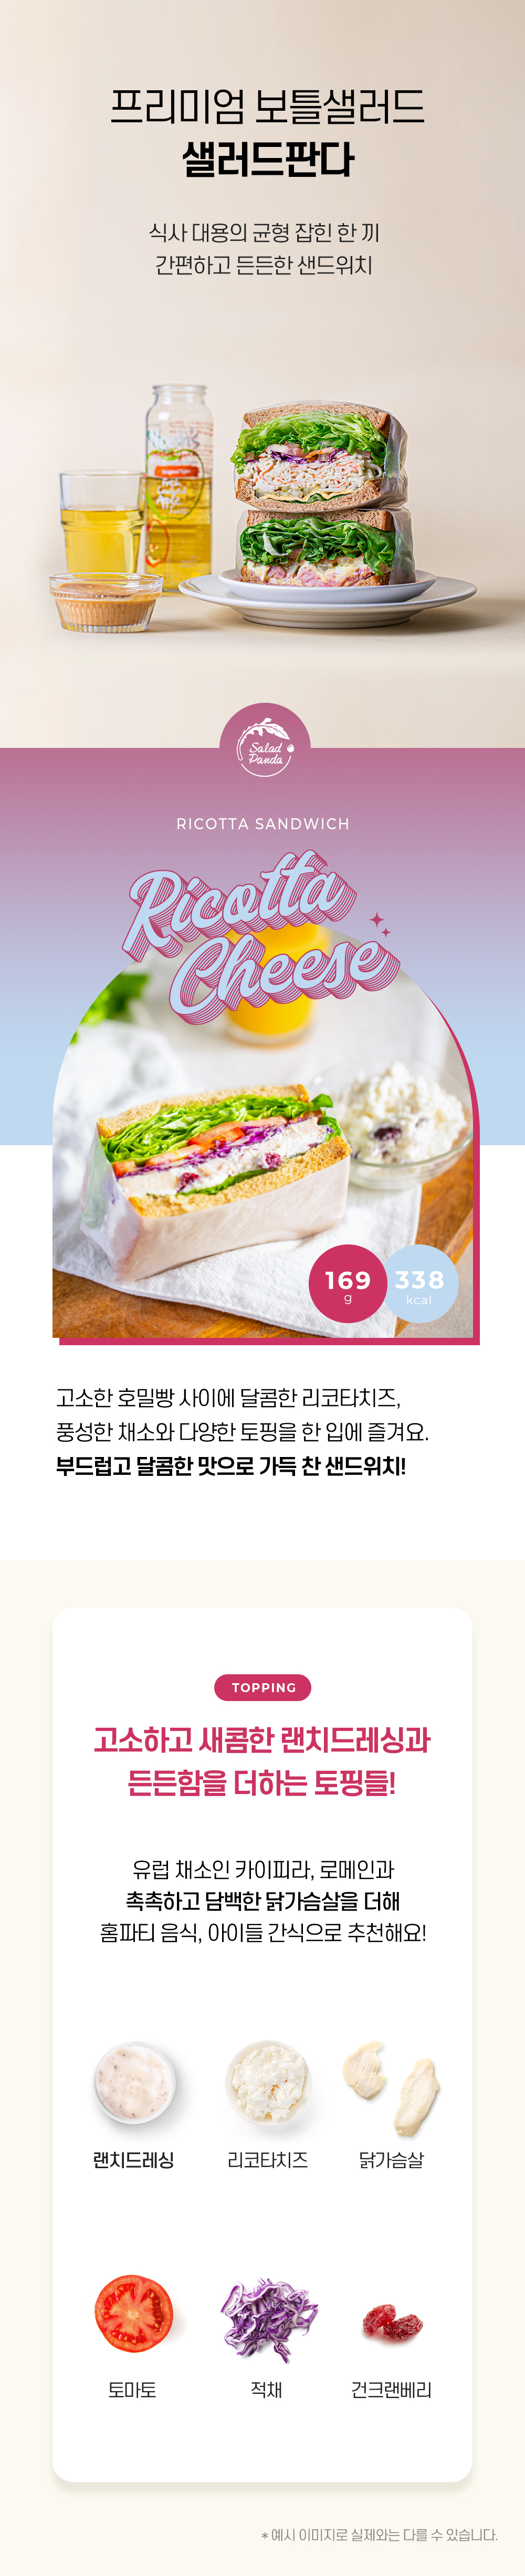 프리미엄 보틀샐러드
샐러드판다
식사 대용의 균형 잡힌 한 끼
간편하고 든든한 샌드위치
Salad
Panda
RICOTTA SANDWICH
Ricotta
Cheese
169
g
338
kcal
고소한 호밀빵 사이에 달콤한 리코타치즈,
풍성한 채소와 다양한 토핑을 한 입에 즐겨요.
부드럽고 달콤한 맛으로 가득 찬 샌드위치!
TOPPING
고소하고 새콤한 랜치드레싱과
든든함을 더하는 토핑들!
유럽 채소인 카이피라, 로메인과
촉촉하고 담백한 닭가슴살을 더해
홈파티 음식, 아이들 간식으로 추천해요!
랜치드레싱
리코타치즈
닭가슴살
토마토
적채
건크랜베리
* 예시 이미지로 실제와는 다를 수 있습니다.